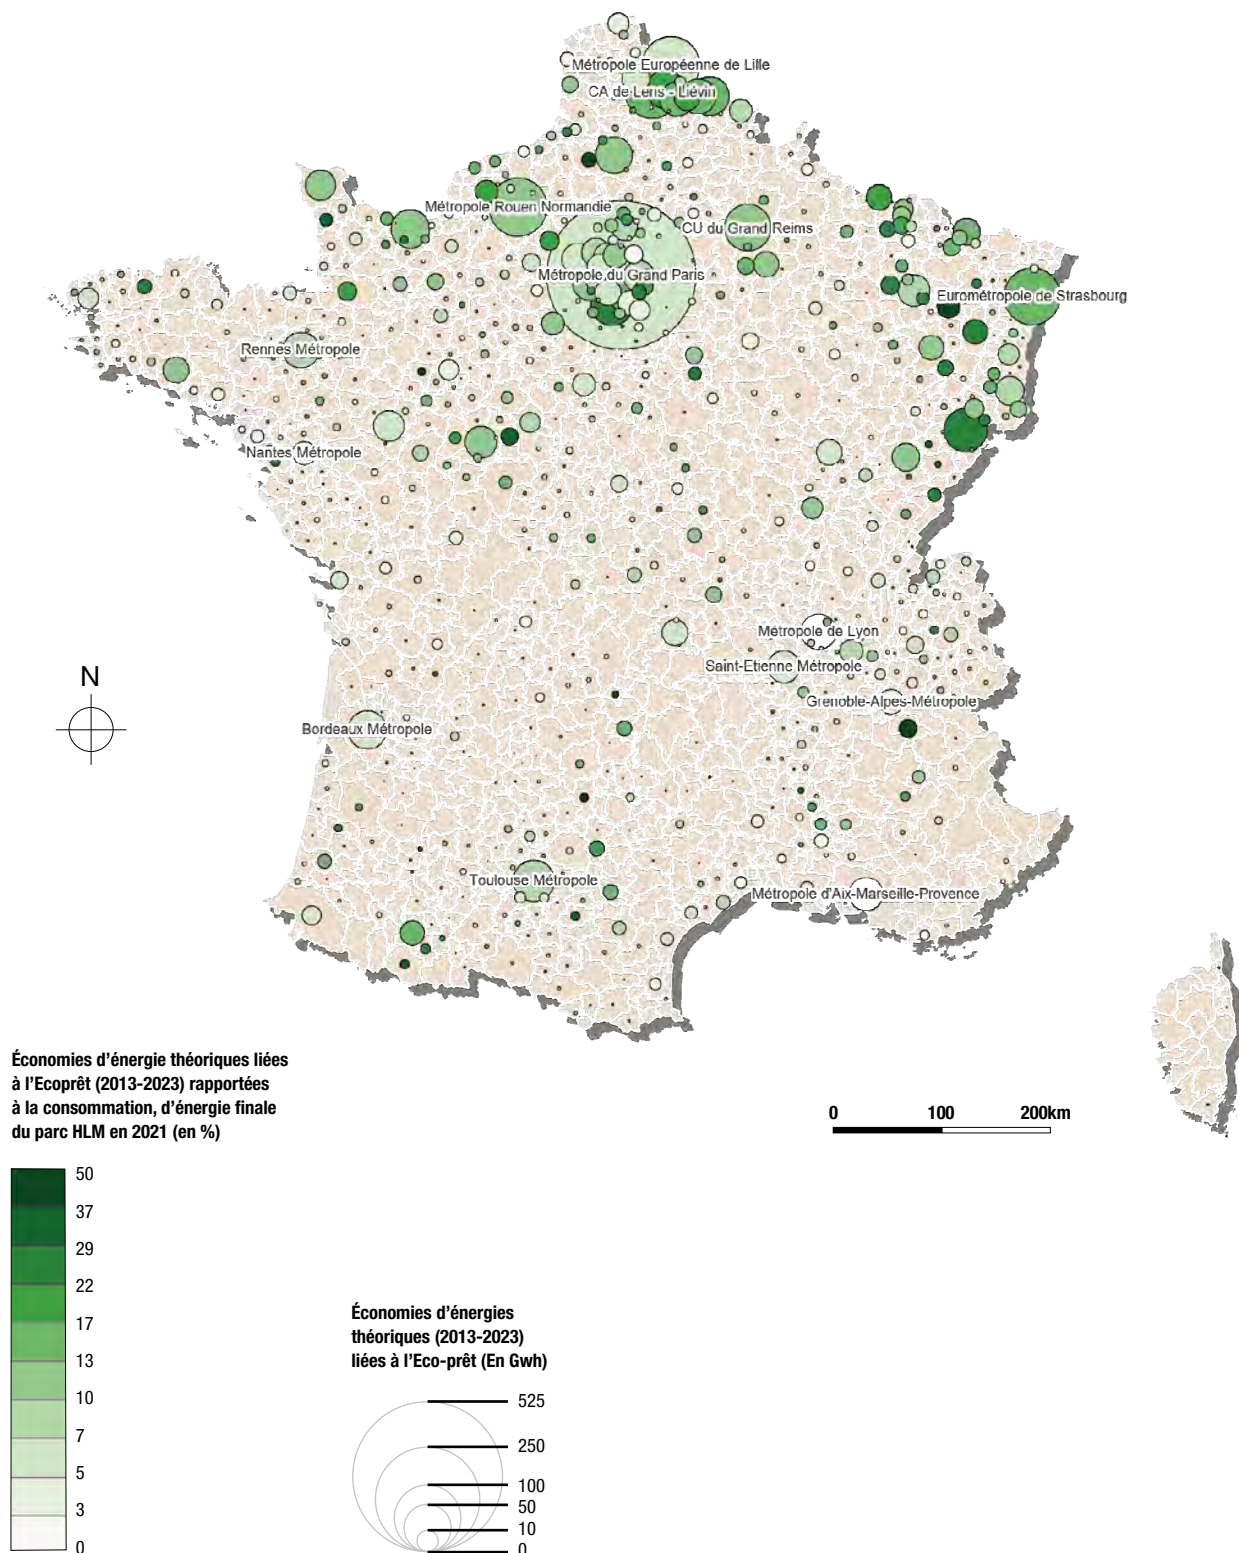 Métropole Européenne de Lille
CA de Lens - Liévin
Métropole Rouen Normandie
CU du Grand Reims
Métropole du Grand Paris
Eurométropole de Strasbourg
Rennes Métropole
Nantes Métropole
Métropole de Lyon
Saint-Etienne Métropole
N
Grenoble-Alpes-Métropole
Bordeaux Métropole
Toulouse Métropole
Métropole d'Aix-Marseille-Provence
Économies d'énergie théoriques liées
à l'Ecoprêt (2013-2023) rapportées
à la consommation, d'énergie finale
du parc HLM en 2021 (en %)
0 100 200km
50
37
29
22
17
13
10
7
5
3
0
Économies d'énergies
théoriques (2013-2023)
liées à l'Eco-prêt (En Gwh)
525
250
100
50
10
0